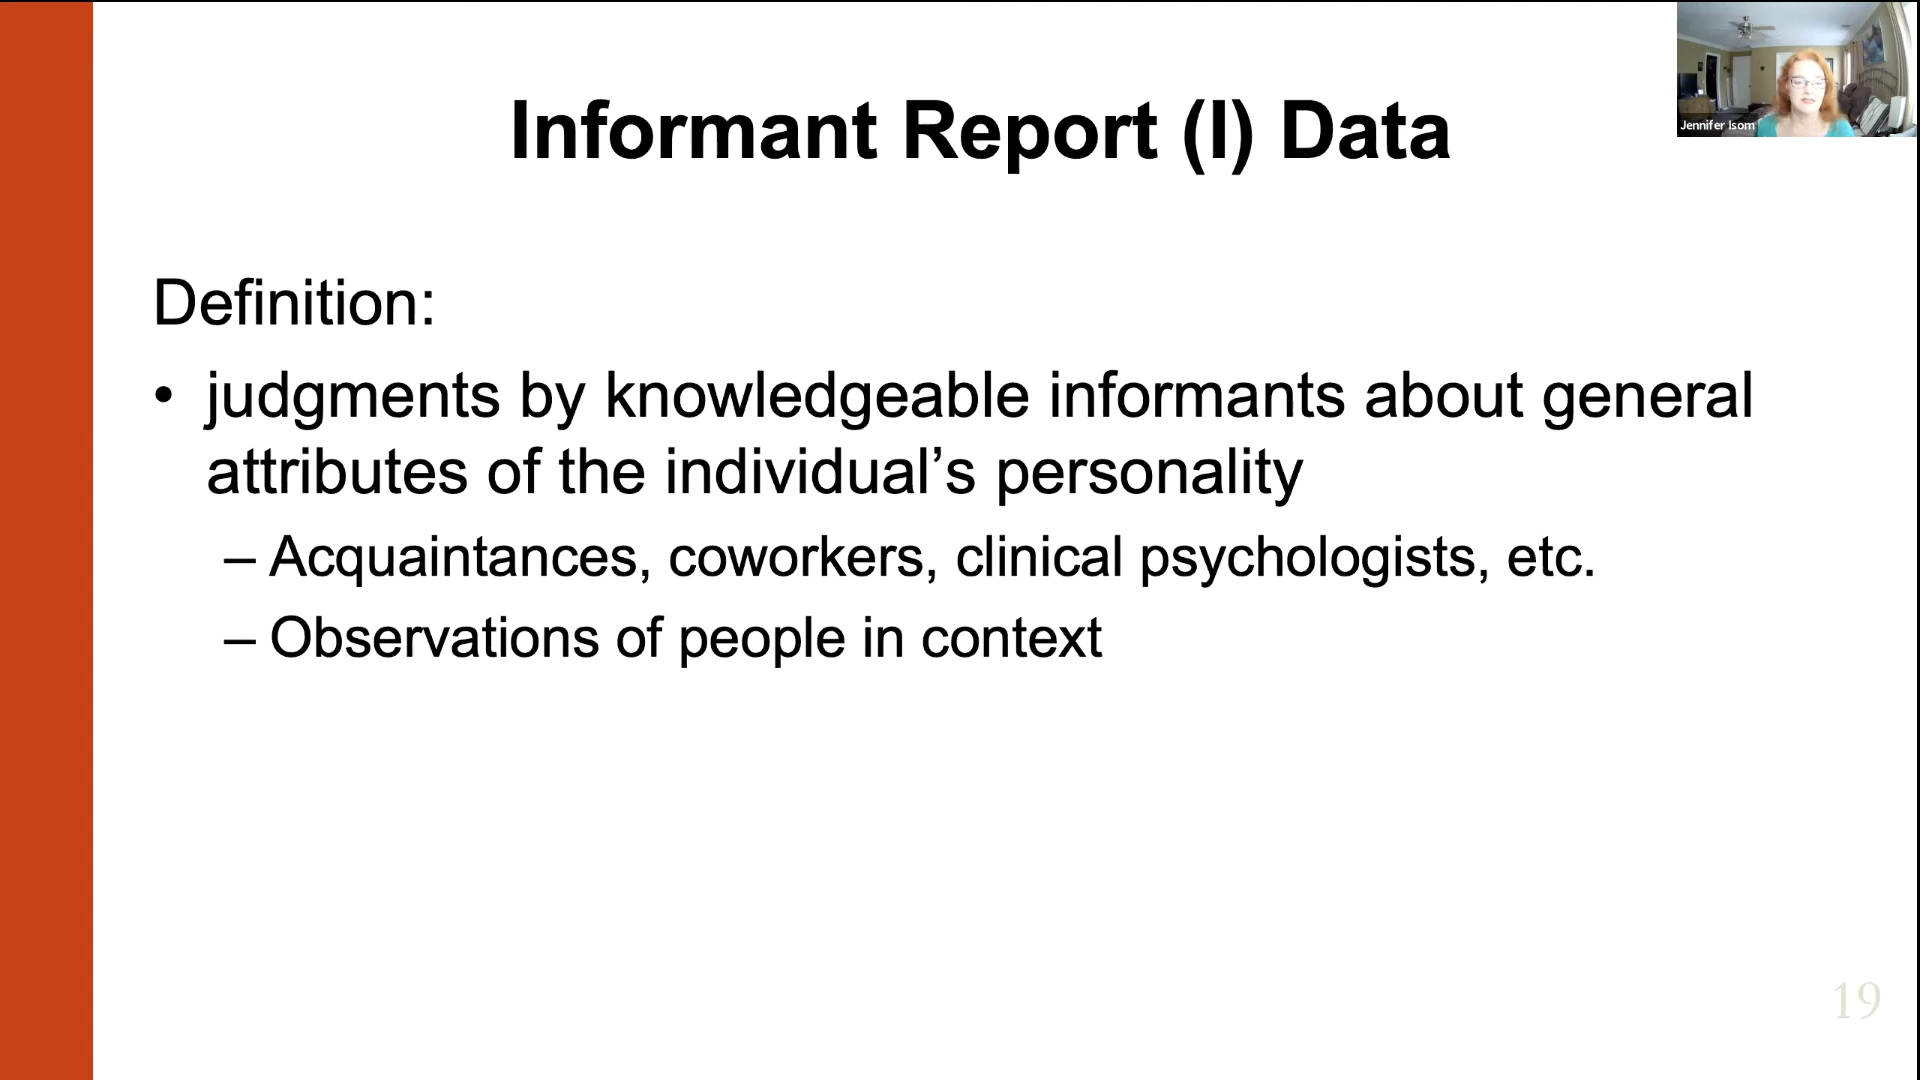 Informant Report (I) Data
Jennifer Isom
Definition:
• judgments by knowledgeable informants about general
attributes of the individual’s personality
– Acquaintances, coworkers, clinical psychologists, etc.
– Observations of people in context
19